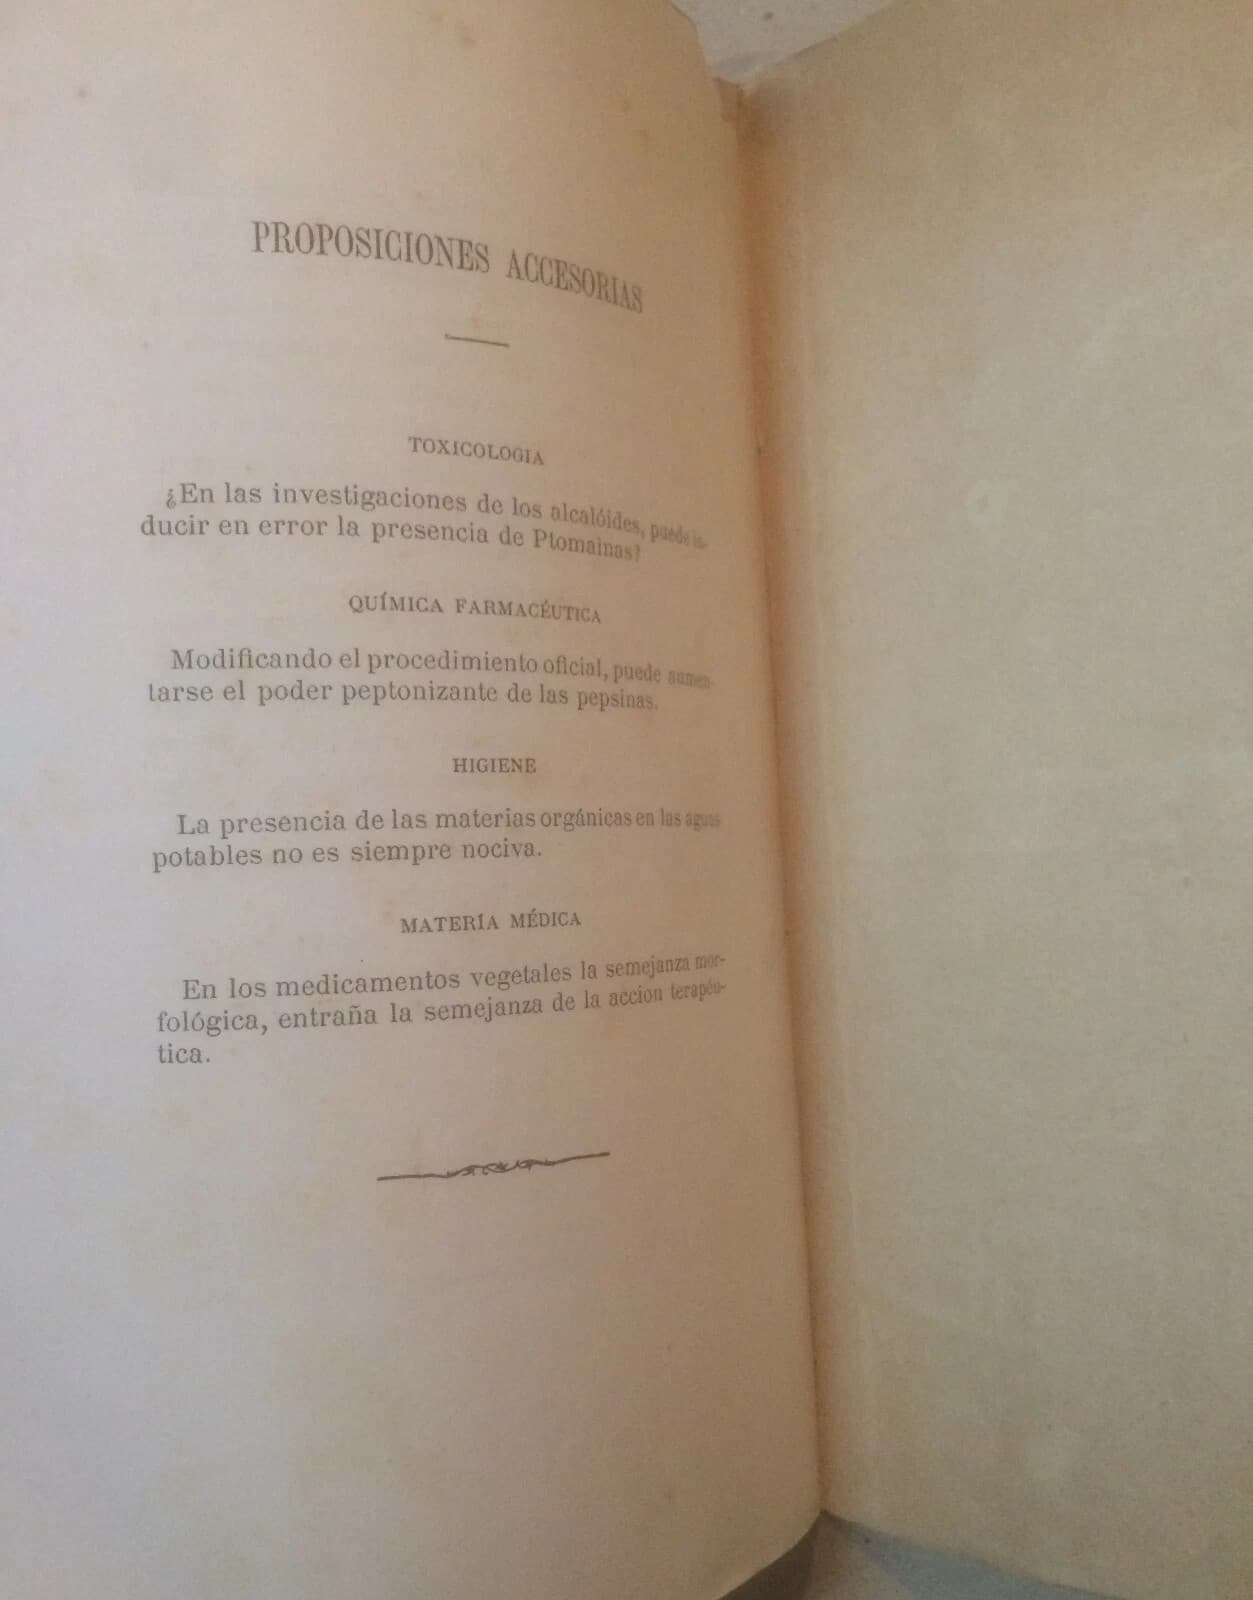 PROPOSICIONES ACCESORIAS
TOXICOLOGIA
¿En las investigaciones de los alcalóides, puede in-
ducir en error la presencia de Ptomainas?
QUÍMICA FARMACÉUTICA
Modificando el procedimiento oficial, puede aumen-
tarse el poder peptonizante de las pepsinas.
HIGIENE
La presencia de las materias orgánicas en las aguas
potables no es siempre nociva.
MATERÍA MÉDICA
En los medicamentos vegetales la semejanza mor-
fológica, entraña la semejanza de la accion terapéu-
tica.